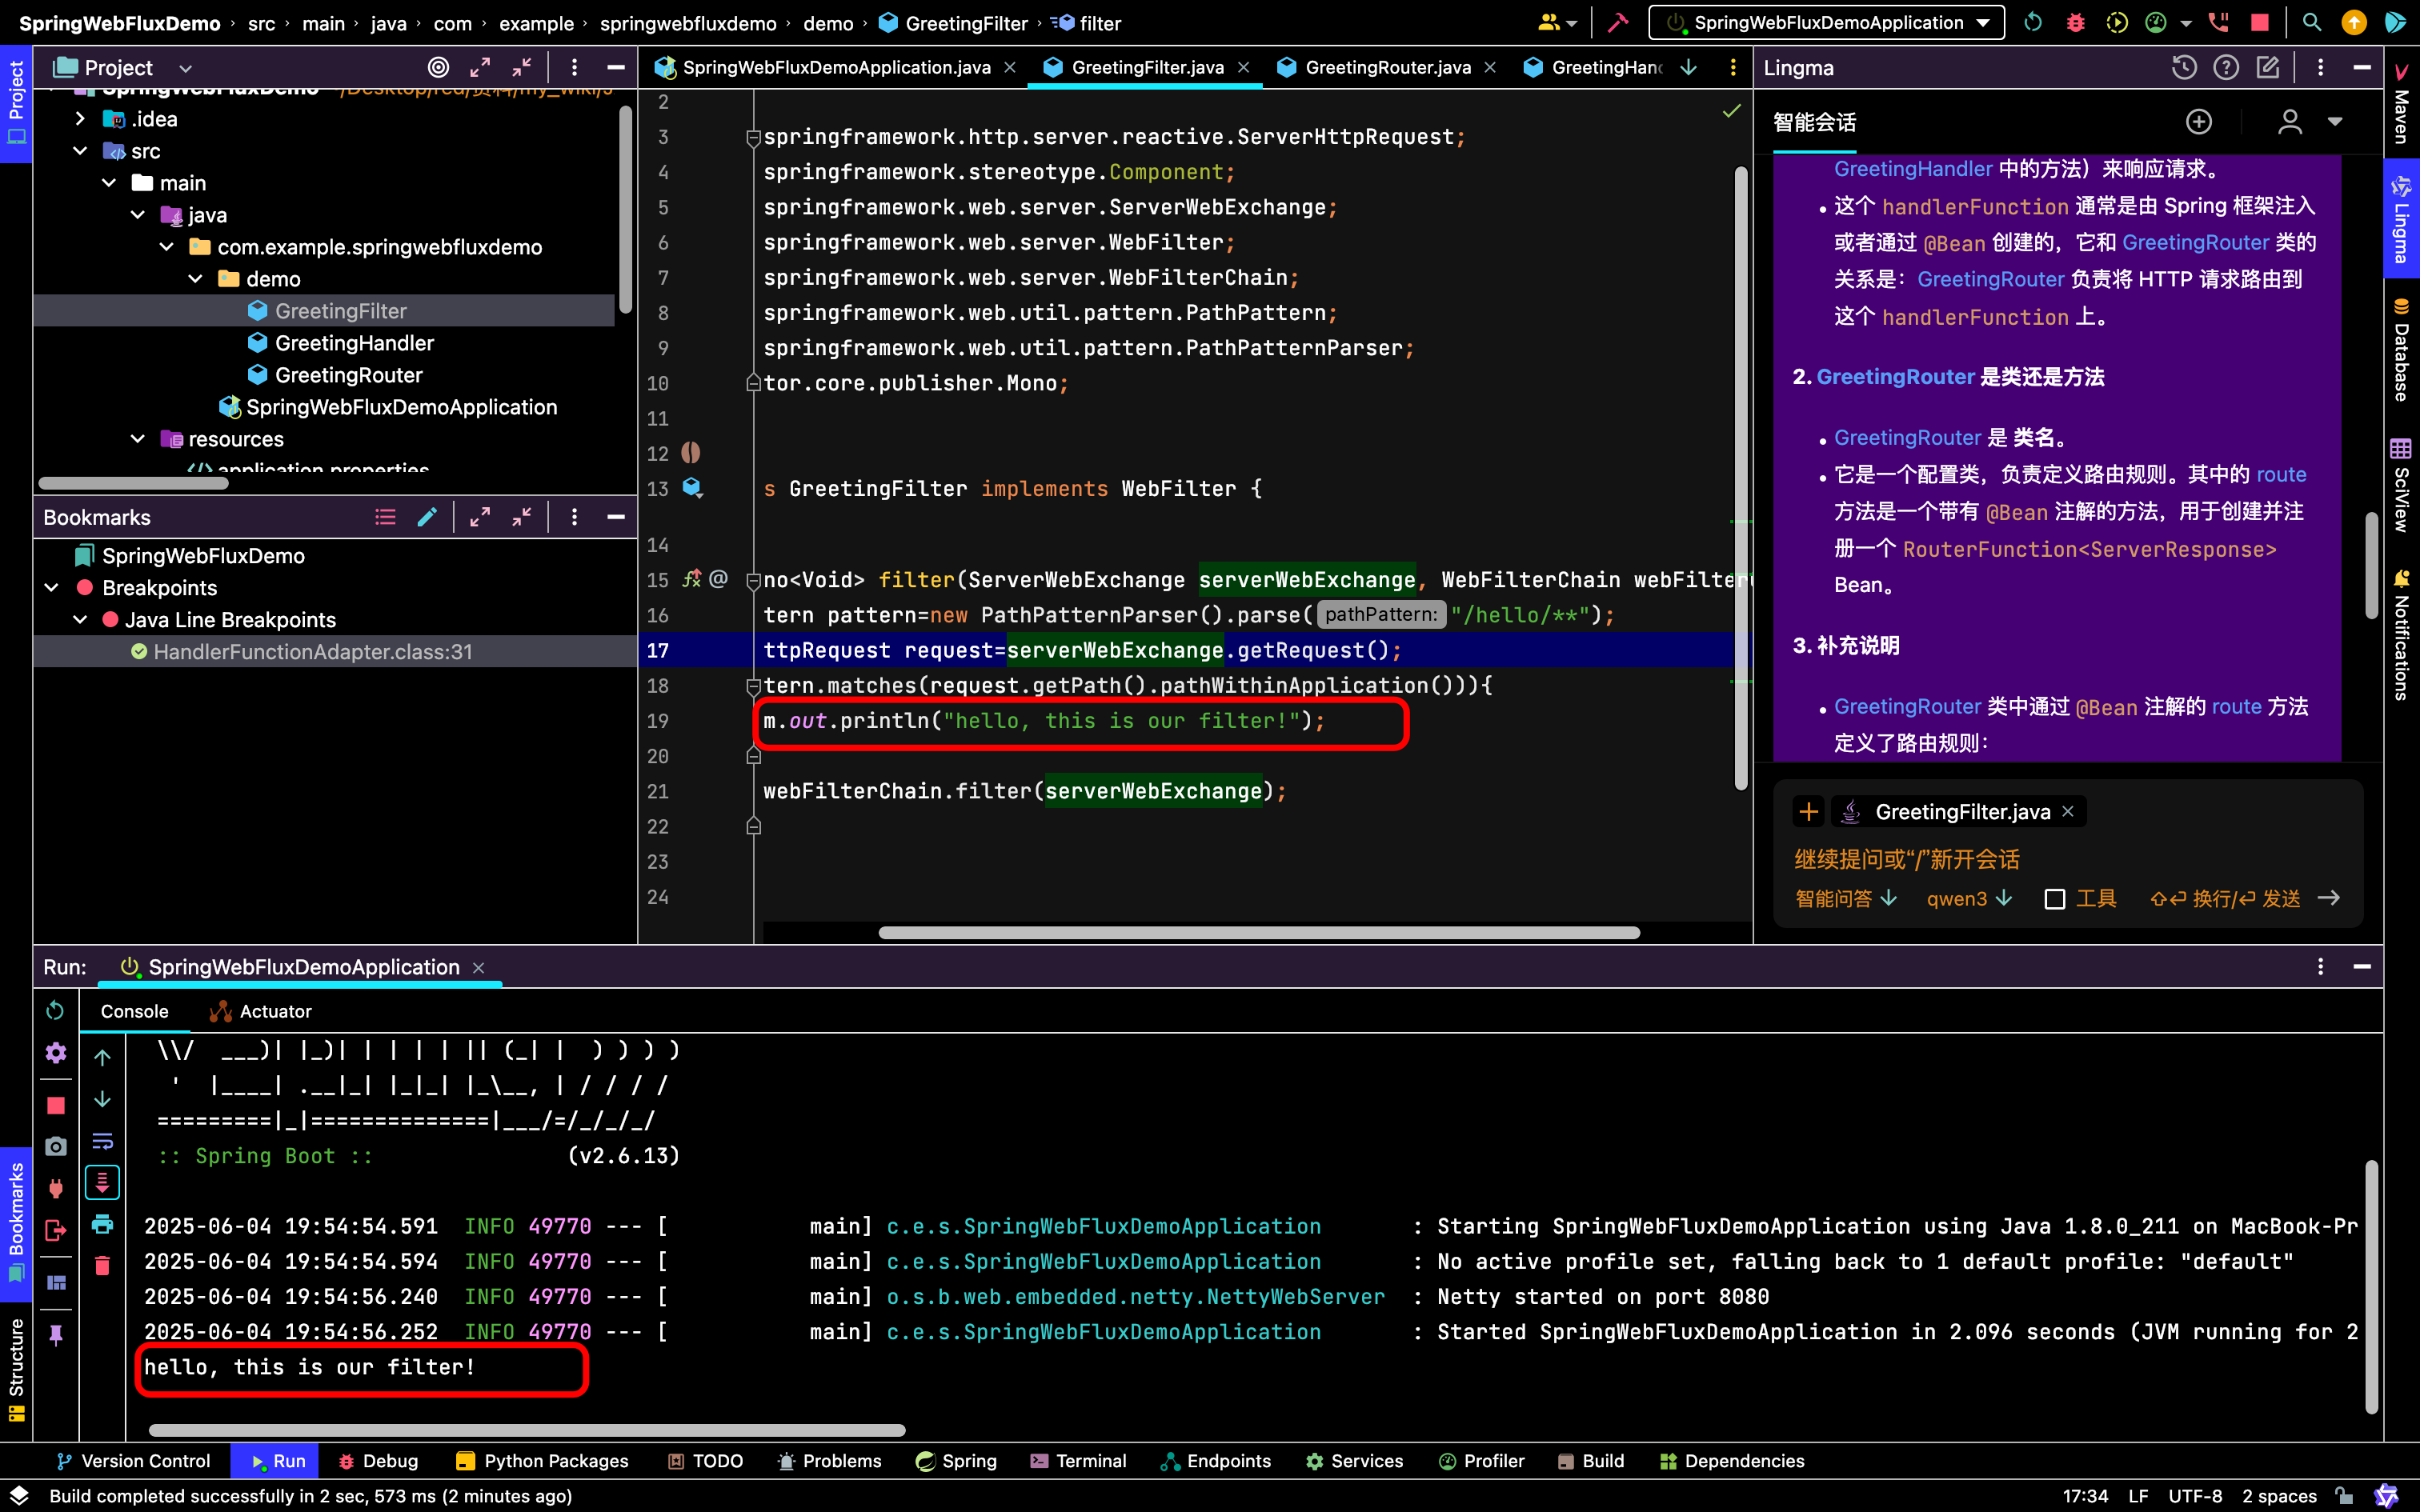 SpringWebFluxDemo › src › main › java › com › example › springwebfluxdemo › demo › GreetingFilter › filter
SpringWebFluxDemoApplication
Project
Project
.idea
src
main
java
com.example.springwebfluxdemo
demo
GreetingFilter
GreetingHandler
GreetingRouter
SpringWebFluxDemoApplication
resources
application.properties
Bookmarks
SpringWebFluxDemo
Breakpoints
Java Line Breakpoints
HandlerFunctionAdapter.class:31
SpringWebFluxDemoApplication.java
GreetingFilter.java
GreetingRouter.java
2
3 springframework.http.server.reactive.ServerHttpRequest;
4 springframework.stereotype.Component;
5 springframework.web.server.ServerWebExchange;
6 springframework.web.server.WebFilter;
7 springframework.web.server.WebFilterChain;
8 springframework.web.util.pattern.PathPattern;
9 springframework.web.util.pattern.PathPatternParser;
10 tor.core.publisher.Mono;
11
12
13 s GreetingFilter implements WebFilter {
14
15 no<Void> filter(ServerWebExchange serverWebExchange, WebFilterChain webFilter
16 tern pattern=new PathPatternParser().parse( pathPattern: "/hello/**");
17 ttpRequest request=serverWebExchange.getRequest();
18 tern.matches(request.getPath().pathWithinApplication())){
19 m.out.println("hello, this is our filter!");
20
21 webFilterChain.filter(serverWebExchange);
22
23
24
Lingma
智能会话
GreetingHandler 中的方法）来响应请求。
• 这个 handlerFunction 通常是由 Spring 框架注入
或者通过 @Bean 创建的，它和 GreetingRouter 类的
关系是：GreetingRouter 负责将 HTTP 请求路由到
这个 handlerFunction 上。
2. GreetingRouter 是类还是方法
• GreetingRouter 是 类名。
• 它是一个配置类，负责定义路由规则。其中的 route
方法是一个带有 @Bean 注解的方法，用于创建并注
册一个 RouterFunction<ServerResponse>
Bean。
3. 补充说明
• GreetingRouter 类中通过 @Bean 注解的 route 方法
定义了路由规则：
GreetingFilter.java
继续提问或“/”新开会话
智能问答 qwen3 工具 ⇧⏎ 换行/⏎ 发送
Maven
Lingma
Database
SciView
Notifications
Run: SpringWebFluxDemoApplication
Console
Actuator
\\/  ___)| |_)| | | | | || (_| |  ) ) ) )
'  |____| .__|_| |_|_| |_\__, | / / / /
=========|_|==============|___/=/_/_/_/
:: Spring Boot :: (v2.6.13)
2025-06-04 19:54:54.591 INFO 49770 --- [ main] c.e.s.SpringWebFluxDemoApplication : Starting SpringWebFluxDemoApplication using Java 1.8.0_211 on MacBook-Pr
2025-06-04 19:54:54.594 INFO 49770 --- [ main] c.e.s.SpringWebFluxDemoApplication : No active profile set, falling back to 1 default profile: "default"
2025-06-04 19:54:56.240 INFO 49770 --- [ main] o.s.b.web.embedded.netty.NettyWebServer : Netty started on port 8080
2025-06-04 19:54:56.252 INFO 49770 --- [ main] c.e.s.SpringWebFluxDemoApplication : Started SpringWebFluxDemoApplication in 2.096 seconds (JVM running for 2
hello, this is our filter!
Bookmarks
Structure
Version Control Run Debug Python Packages TODO Problems Spring Terminal Endpoints Services Profiler Build Dependencies
Build completed successfully in 2 sec, 573 ms (2 minutes ago)
17:34 LF UTF-8 2 spaces